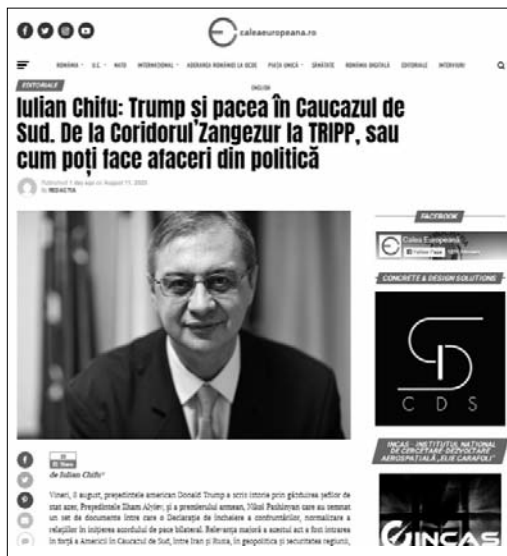 caleaeuropeana.ro
ROMÂNIA U.E. NATO INTERNAȚIONAL ADERAREA ROMÂNIEI LA OCDE PIAȚA UNICĂ SĂNĂTATE ROMÂNIA DIGITALĂ EDITORIALE INTERVIURI
ENGLISH
EDITORIALE
Iulian Chifu: Trump și pacea în Caucazul de
Sud. De la Coridorul Zangezur la TRIPP, sau
cum poți face afaceri din politică
Published 1 day ago on August 11, 2025
By REDACTIA
FACEBOOK
Calea Europeană
Follow Page
CONCRETE & DESIGN SOLUTIONS
CDS
INCAS - INSTITUTUL NAȚIONAL
DE CERCETARE-DEZVOLTARE
AEROSPAȚIALĂ „ELIE CARAFOLI”
INCAS
de Iulian Chifu*
Vineri, 8 august, președintele american Donald Trump a scris istorie prin găzduirea șefilor de
stat azer, Președintele Ilham Aliyev, și a premierului armean, Nikol Pashinyan care au semnat
un set de documente între care o Declarație de încheiere a confruntărilor, normalizare a
relațiilor în inițierea acordului de pace bilateral. Relevanța majoră a acestui act a fost intrarea
în forță a Americii în Caucazul de Sud, între Iran și Rusia, în geopolitica și securitatea regiunii,